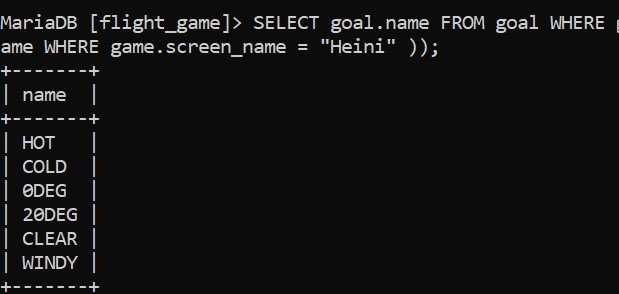 MariaDB [flight_game]> SELECT goal.name FROM goal WHERE
ame WHERE game.screen_name = "Heini" ));
+-------+
| name  |
+-------+
| HOT   |
| COLD  |
| 0DEG  |
| 20DEG |
| CLEAR |
| WINDY |
+-------+